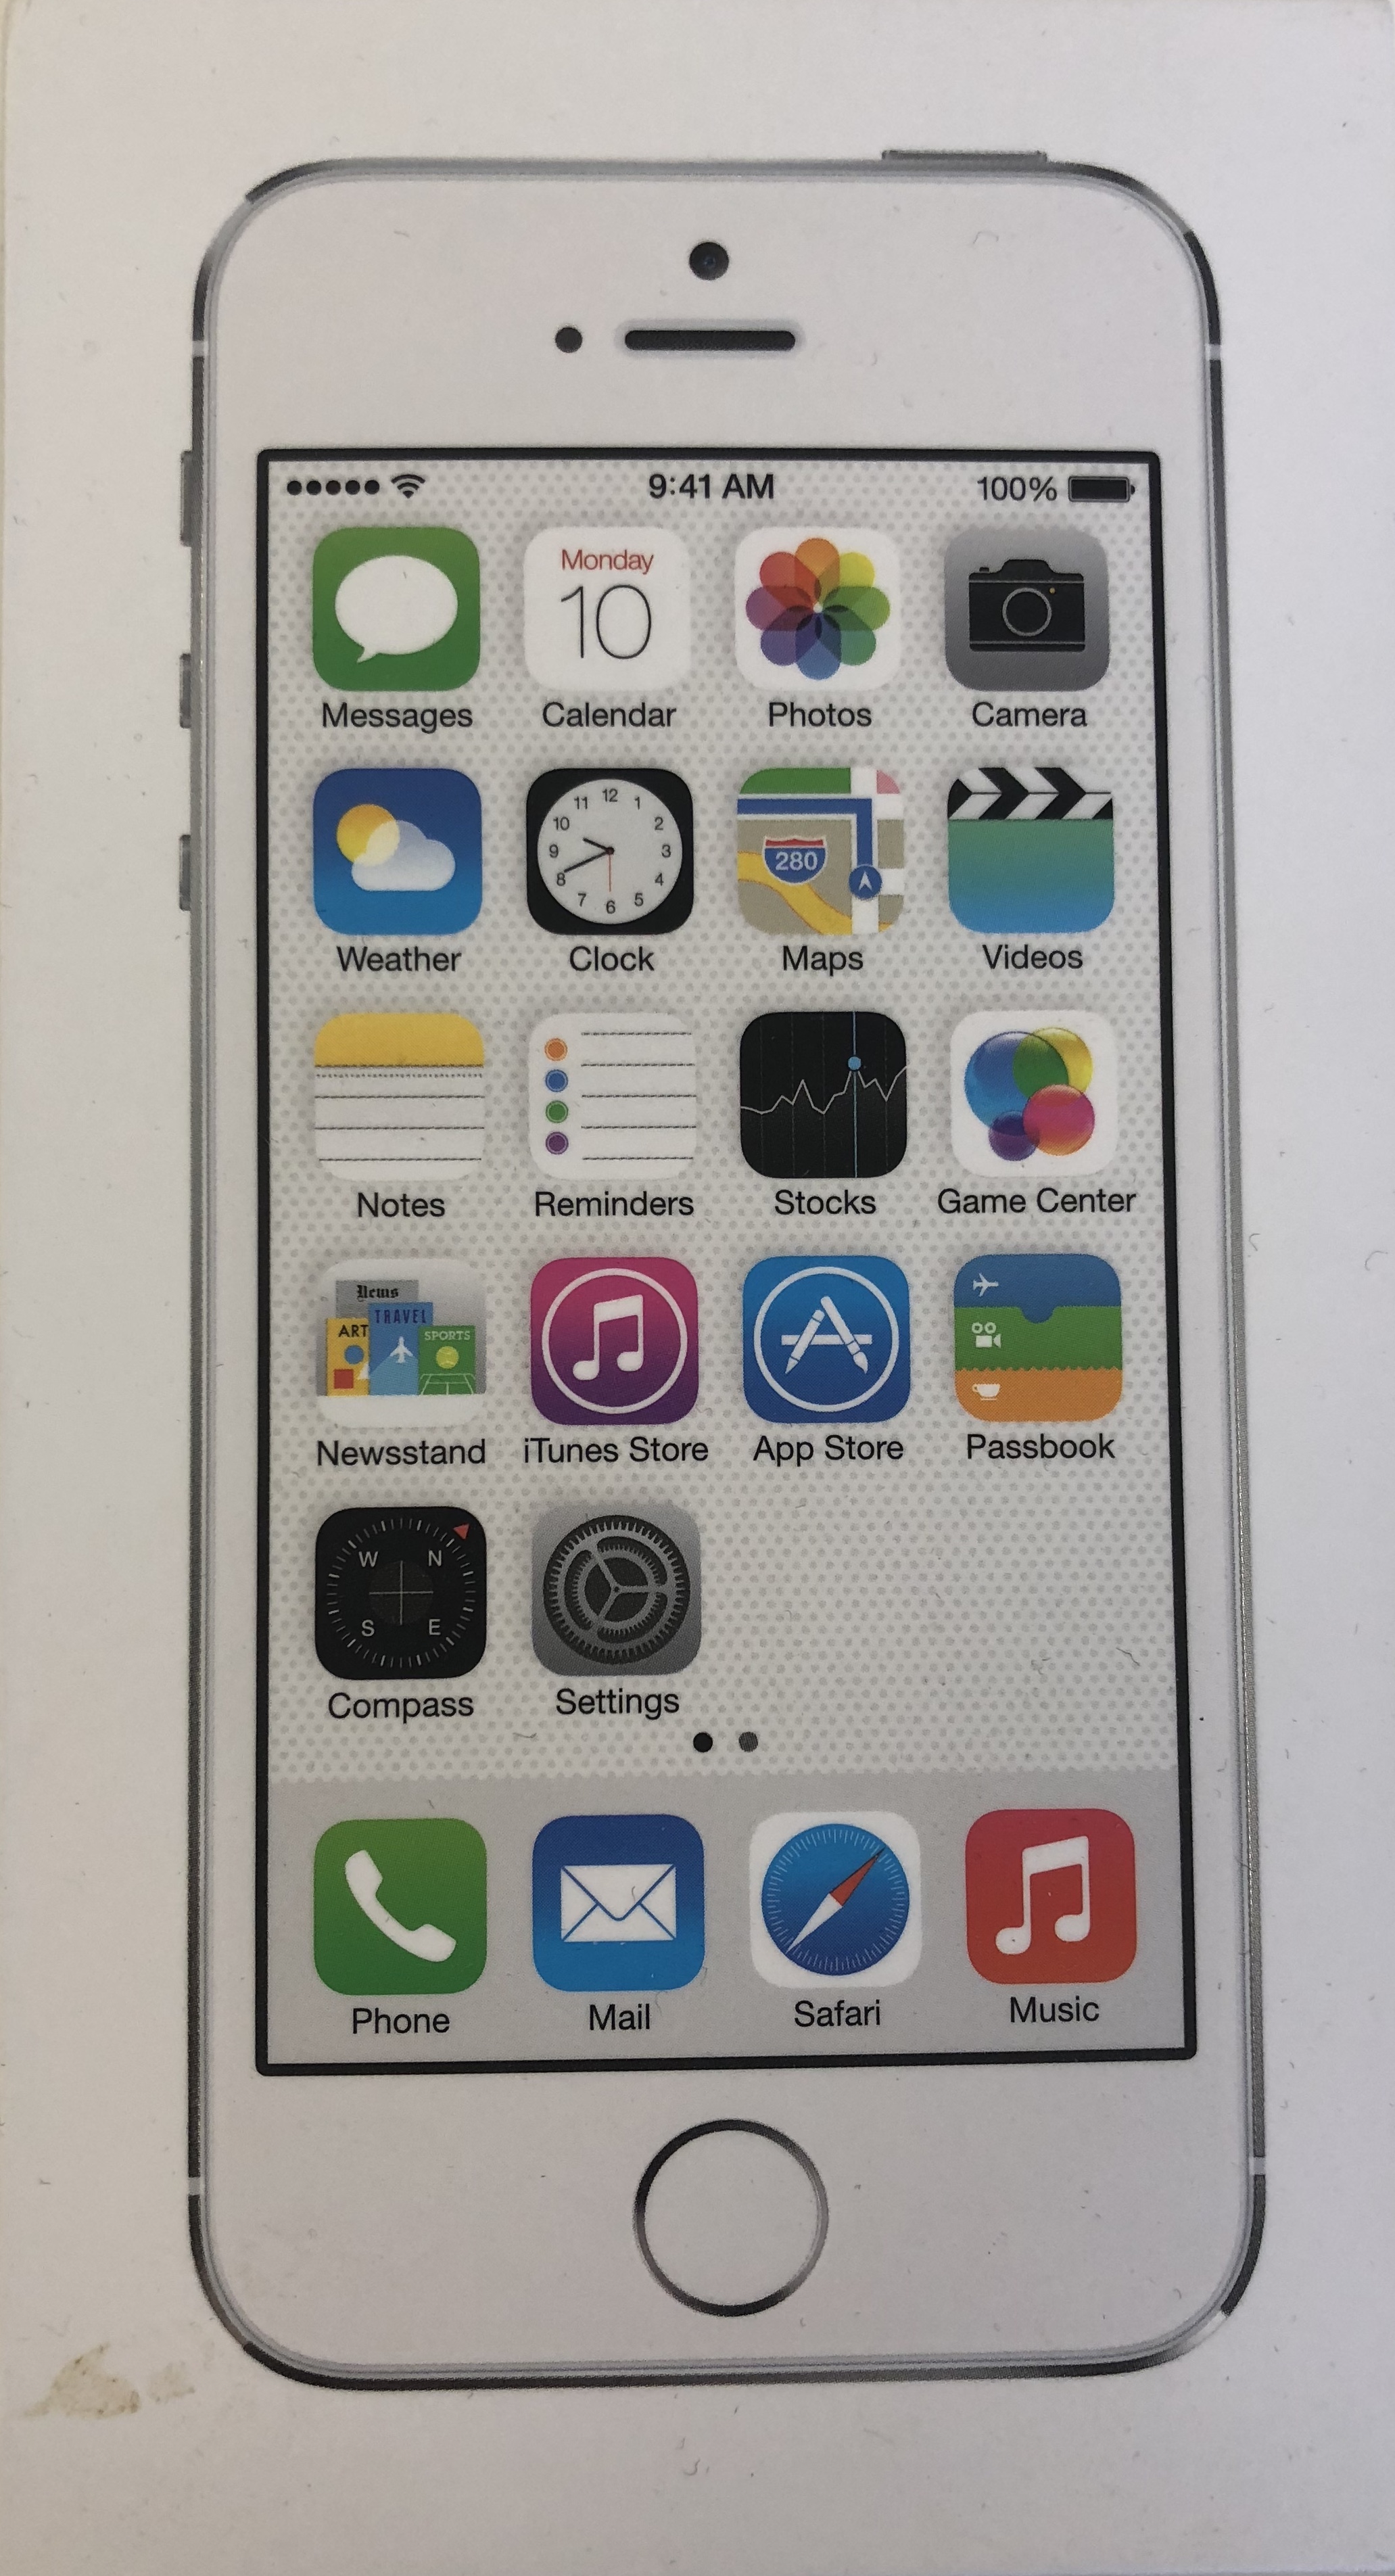 9:41 AM 100%
Monday
10
Messages Calendar Photos Camera
11 12 1
10 2
9 3
8 4
7 6 5
280
Weather Clock Maps Videos
Notes Reminders Stocks Game Center
News
TRAVEL
ART SPORTS
Newsstand iTunes Store App Store Passbook
W N
S E
Compass Settings
Phone Mail Safari Music